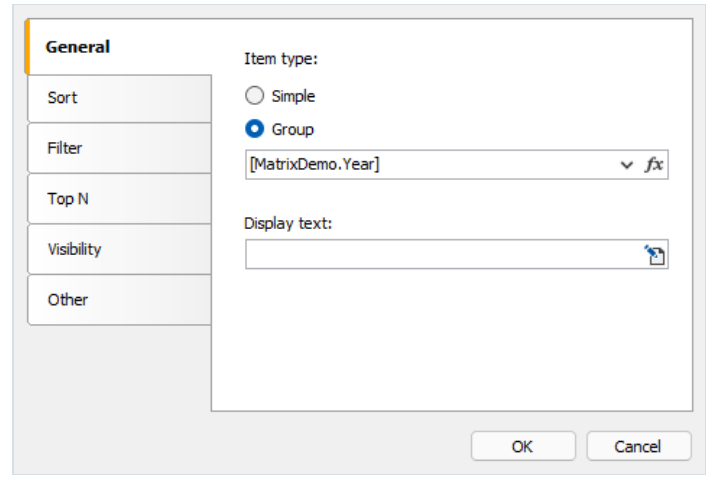 General
Sort
Filter
Top N
Visibility
Other
Item type:
Simple
Group
[MatrixDemo.Year]
fx
Display text:
OK
Cancel